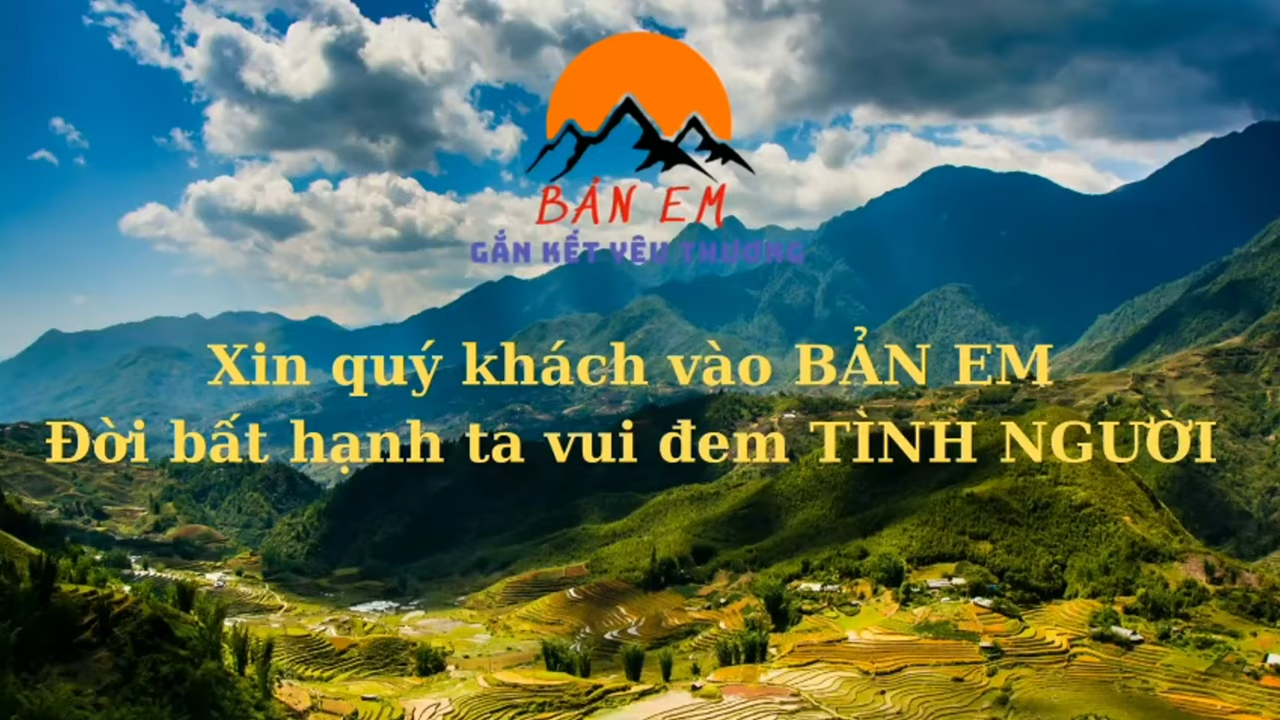 BẢN EM
GẮN KẾT YÊU THƯƠNG
Xin quý khách vào BẢN EM
Đời bất hạnh ta vui đem TÌNH NGƯỜI